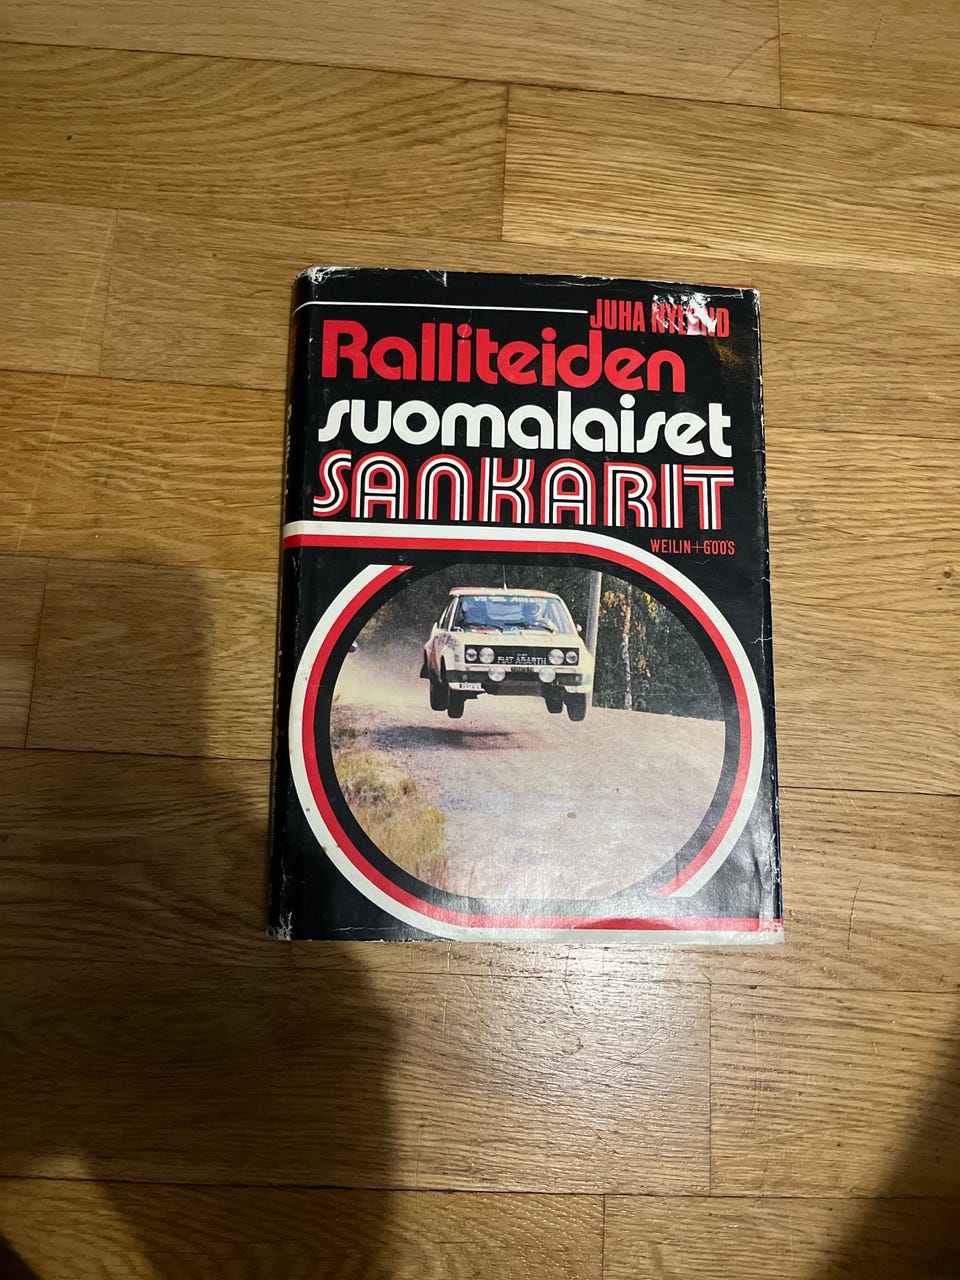 JUHA NYLUND
Ralliteiden
suomalaiset
SANKARIT
WEILIN+GÖÖS
FIAT ABARTH